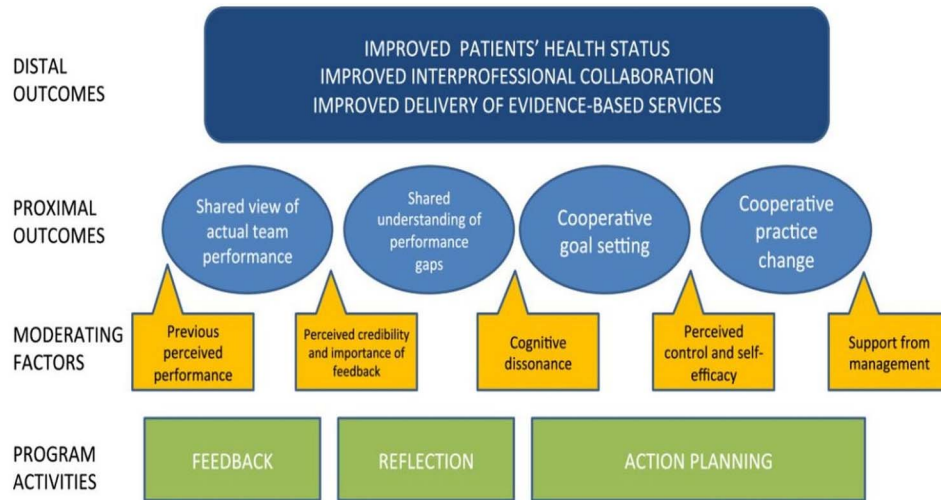 DISTAL
OUTCOMES
IMPROVED PATIENTS' HEALTH STATUS
IMPROVED INTERPROFESSIONAL COLLABORATION
IMPROVED DELIVERY OF EVIDENCE-BASED SERVICES
PROXIMAL
OUTCOMES
Shared view of
actual team
performance
Shared
understanding of
performance
gaps
Cooperative
goal setting
Cooperative
practice
change
MODERATING
FACTORS
Previous
perceived
performance
Perceived credibility
and importance of
feedback
Cognitive
dissonance
Perceived
control and self-
efficacy
Support from
management
PROGRAM
ACTIVITIES
FEEDBACK
REFLECTION
ACTION PLANNING